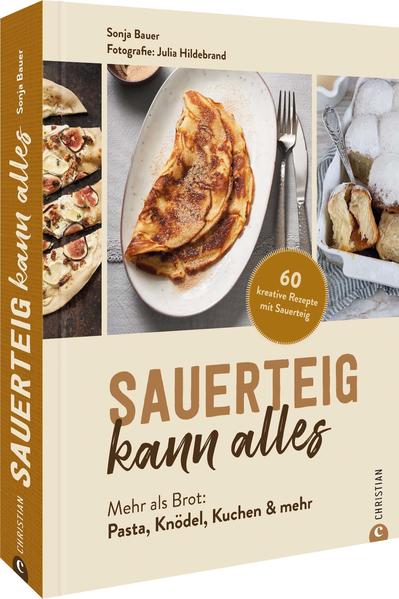 Sonja Bauer
Fotografie: Julia Hildebrand
60
kreative Rezepte
mit Sauerteig
SAUERTEIG
kann alles
Mehr als Brot:
Pasta, Knödel, Kuchen & mehr
C CHRISTIAN
Sonja Bauer
SAUERTEIG kann alles
C CHRISTIAN